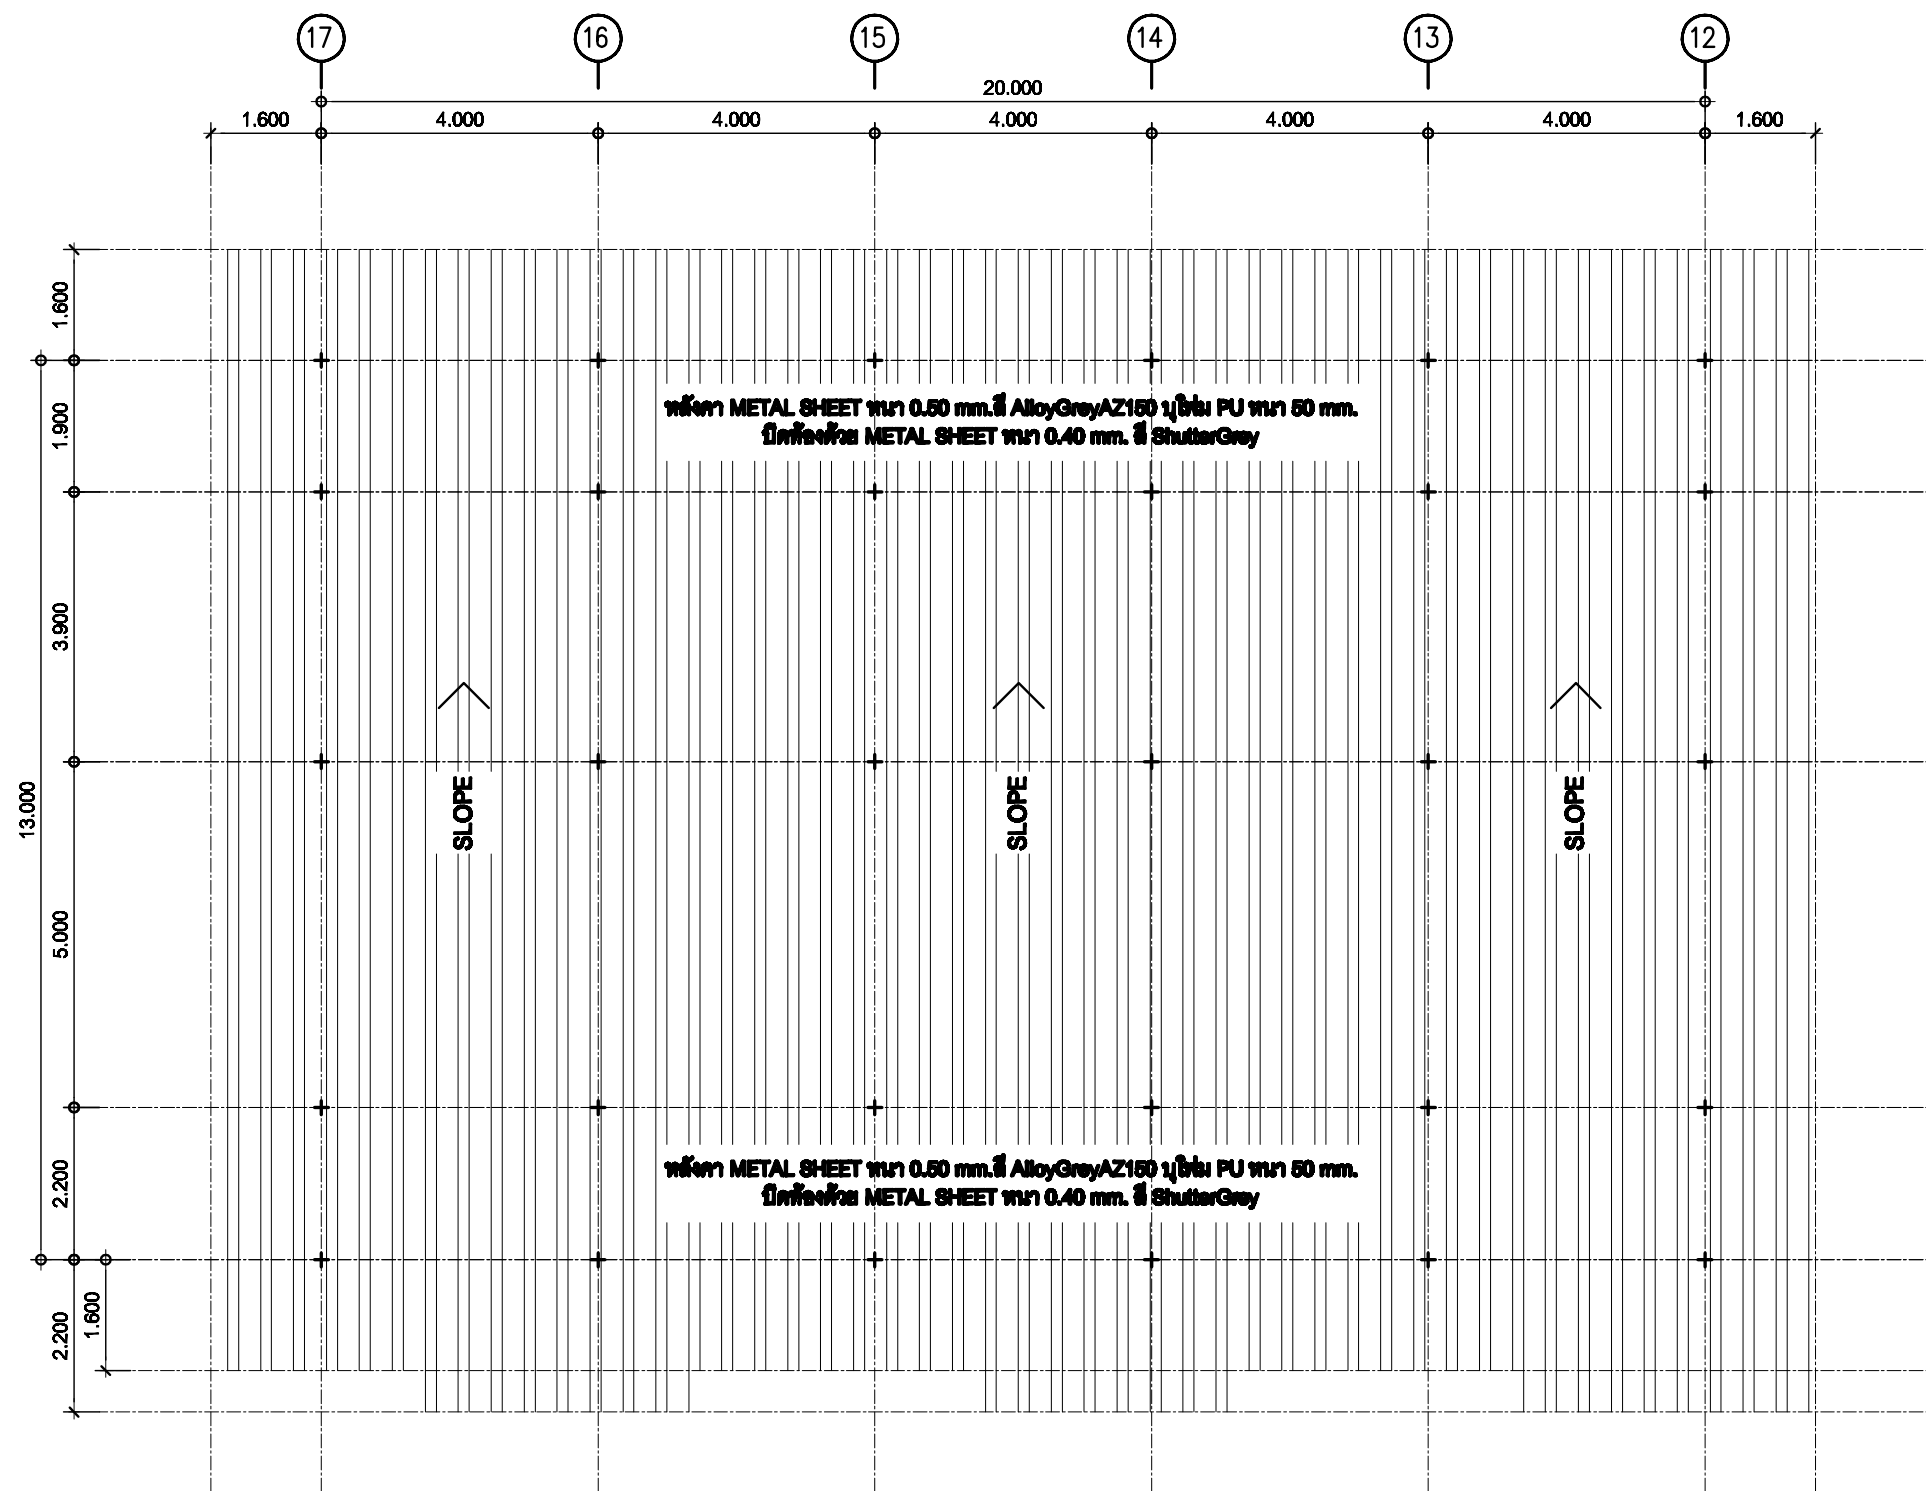 17 16 15 14 13 12
20.000
1.600 4.000 4.000 4.000 4.000 4.000 1.600
1.600
1.900
3.900
5.000
2.200
2.200
1.600
13.000
หลังคา METAL SHEET หนา 0.50 mm.สี AlloyGreyAZ150 บุโฟม PU หนา 50 mm.
ปิดท้องด้วย METAL SHEET หนา 0.40 mm. สี ShutterGrey
SLOPE SLOPE SLOPE
หลังคา METAL SHEET หนา 0.50 mm.สี AlloyGreyAZ150 บุโฟม PU หนา 50 mm.
ปิดท้องด้วย METAL SHEET หนา 0.40 mm. สี ShutterGrey